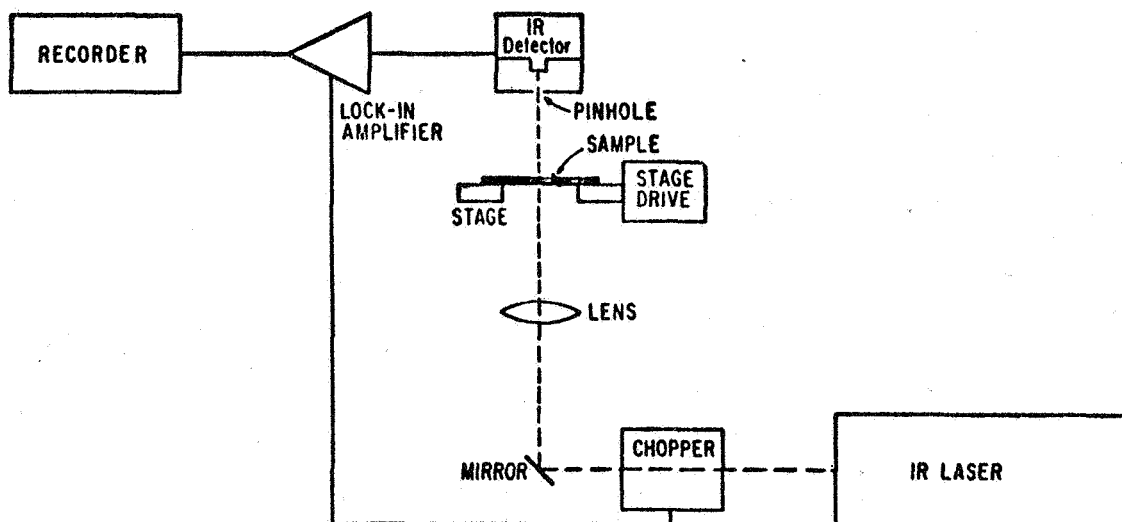 RECORDER
IR
Detector
LOCK-IN
AMPLIFIER
PINHOLE
SAMPLE
STAGE
DRIVE
STAGE
LENS
CHOPPER
MIRROR
IR LASER